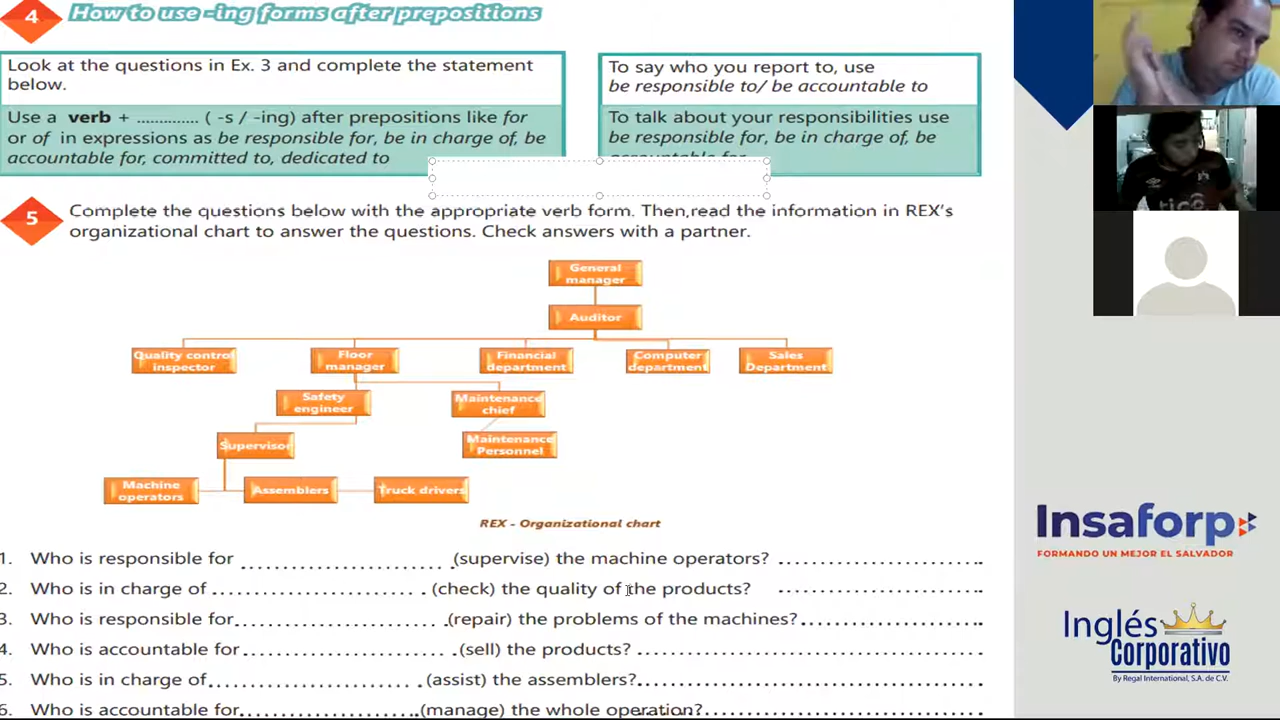 4 How to use -ing forms after prepositions
Look at the questions in Ex. 3 and complete the statement
below.
Use a verb + ............. ( -s / -ing) after prepositions like for
or of in expressions as be responsible for, be in charge of, be
accountable for, committed to, dedicated to
To say who you report to, use
be responsible to/ be accountable to
To talk about your responsibilities use
be responsible for, be in charge of, be
accountable for
5 Complete the questions below with the appropriate verb form. Then,read the information in REX's
organizational chart to answer the questions. Check answers with a partner.
General
manager
Auditor
Quality control
inspector
Floor
manager
Financial
department
Computer
department
Sales
Department
Safety
engineer
Maintenance
chief
Supervisor
Maintenance
Personnel
Machine
operators
Assemblers
Truck drivers
REX - Organizational chart
1. Who is responsible for ........................ (supervise) the machine operators? ........................
2. Who is in charge of ........................ (check) the quality of the products? ........................
3. Who is responsible for ........................ (repair) the problems of the machines? ........................
4. Who is accountable for ........................ (sell) the products? ........................
5. Who is in charge of ........................ (assist) the assemblers? ........................
6. Who is accountable for ........................ (manage) the whole operation? ........................
tico
Insaforp
FORMANDO UN MEJOR EL SALVADOR
Inglés
Corporativo
By Regal International, S.A. de C.V.